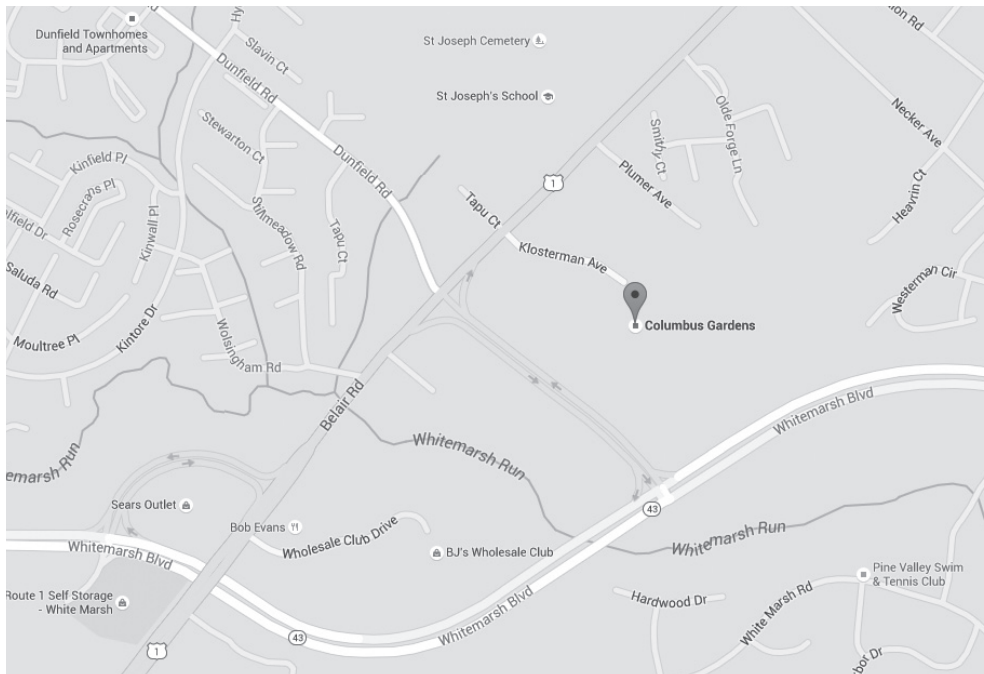 Dunfield Townhomes
and Apartments
Slavin Ct
Dunfield Rd
St Joseph Cemetery
St Joseph's School
Necker Ave
Olde Forge Ln
Smithy Ct
Plumer Ave
Heavrin Ct
Stewarton Ct
Dunfield Rd
Kinfield Pl
Rosecrans Pl
Kinwall Pl
Stillmeadow Rd
Tapu Ct
1
Tapu Ct
Klosterman Ave
Westerman Cir
Saluda Rd
Columbus Gardens
Moultree Pl
Kintore Dr
Wolsingham Rd
Belair Rd
Whitemarsh Blvd
Whitemarsh Run
Sears Outlet
43
Bob Evans
Wholesale Club Drive
BJ's Wholesale Club
Whitemarsh Run
Whitemarsh Blvd
Pine Valley Swim
& Tennis Club
Route 1 Self Storage
- White Marsh
Hardwood Dr
White Marsh Rd
Whitemarsh Blvd
43
1